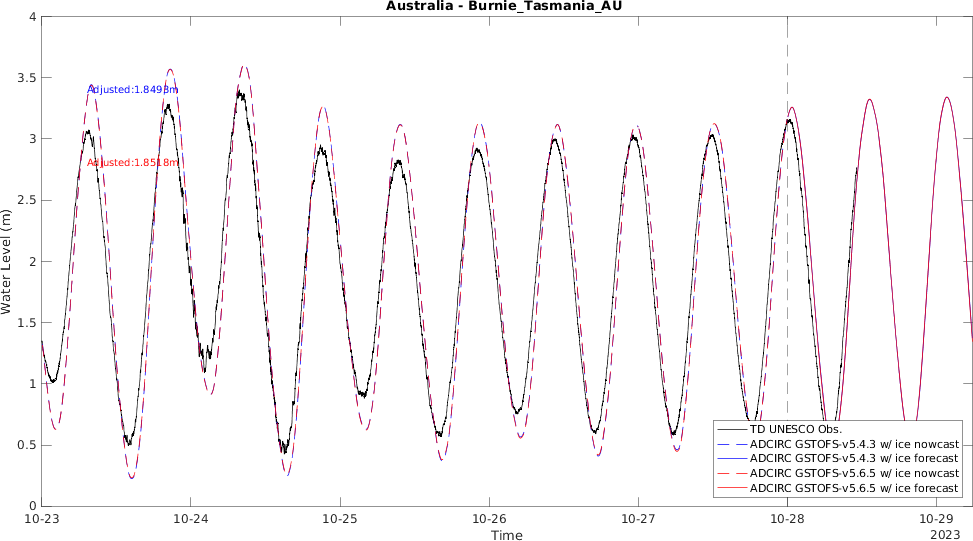 Australia - Burnie_Tasmania_AU
4
3.5
3
2.5
2
1.5
1
0.5
0
Water Level (m)
Adjusted:1.8493m
Adjusted:1.8518m
TD UNESCO Obs.
ADCIRC GSTOFS-v5.4.3 w/ ice nowcast
ADCIRC GSTOFS-v5.4.3 w/ ice forecast
ADCIRC GSTOFS-v5.6.5 w/ ice nowcast
ADCIRC GSTOFS-v5.6.5 w/ ice forecast
10-23 10-24 10-25 10-26 10-27 10-28 10-29
Time
2023